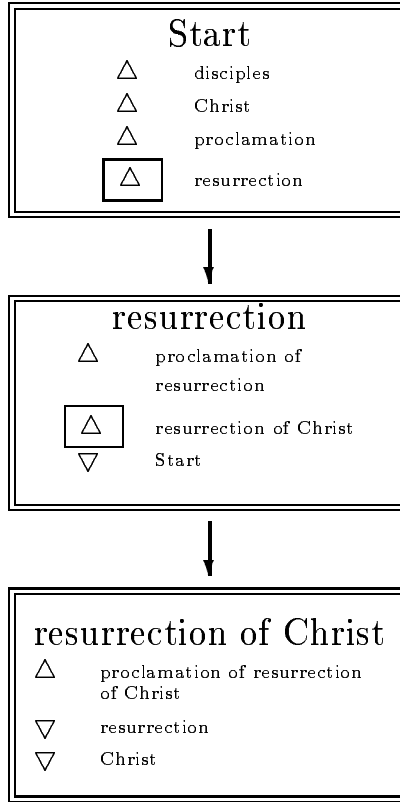 Start
disciples
Christ
proclamation
resurrection
resurrection
proclamation of
resurrection
resurrection of Christ
Start
resurrection of Christ
proclamation of resurrection
of Christ
resurrection
Christ